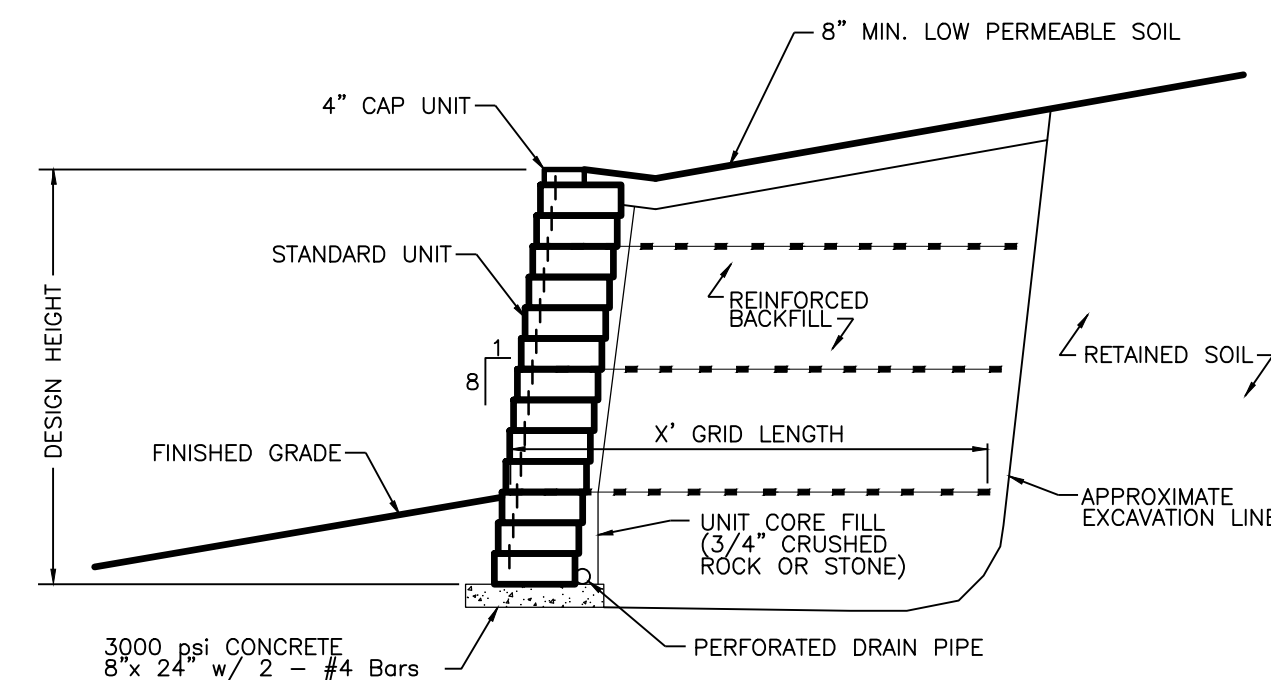 8" MIN. LOW PERMEABLE SOIL
4" CAP UNIT
STANDARD UNIT
REINFORCED
BACKFILL
1
8
RETAINED SOIL
DESIGN HEIGHT
X' GRID LENGTH
FINISHED GRADE
APPROXIMATE
EXCAVATION LINE
UNIT CORE FILL
(3/4" CRUSHED
ROCK OR STONE)
PERFORATED DRAIN PIPE
3000 psi CONCRETE
8"x 24" w/ 2 – #4 Bars